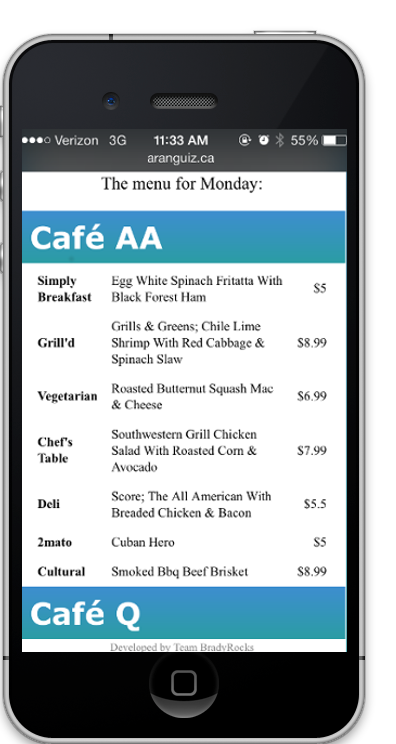 Verizon 3G 11:33 AM 55%
aranguiz.ca
The menu for Monday:
Café AA
Simply Breakfast
Egg White Spinach Fritatta With
Black Forest Ham
$5
Grill'd
Grills & Greens; Chile Lime
Shrimp With Red Cabbage &
Spinach Slaw
$8.99
Vegetarian
Roasted Butternut Squash Mac
& Cheese
$6.99
Chef's
Table
Southwestern Grill Chicken
Salad With Roasted Corn &
Avocado
$7.99
Deli
Score; The All American With
Breaded Chicken & Bacon
$5.5
2mato
Cuban Hero
$5
Cultural
Smoked Bbq Beef Brisket
$8.99
Café Q
Developed by Team BradyRocks